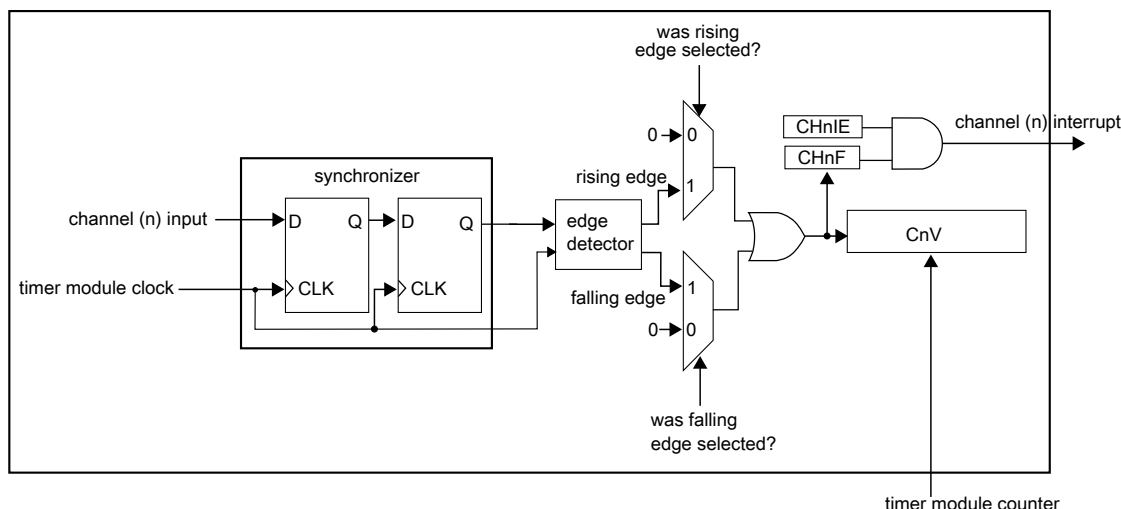 was rising
edge selected?
CHnIE
channel (n) interrupt
0
0
CHnF
synchronizer
rising edge
1
channel (n) input
D
Q
D
Q
edge
detector
CnV
timer module clock
CLK
CLK
falling edge
1
0
0
was falling
edge selected?
timer module counter